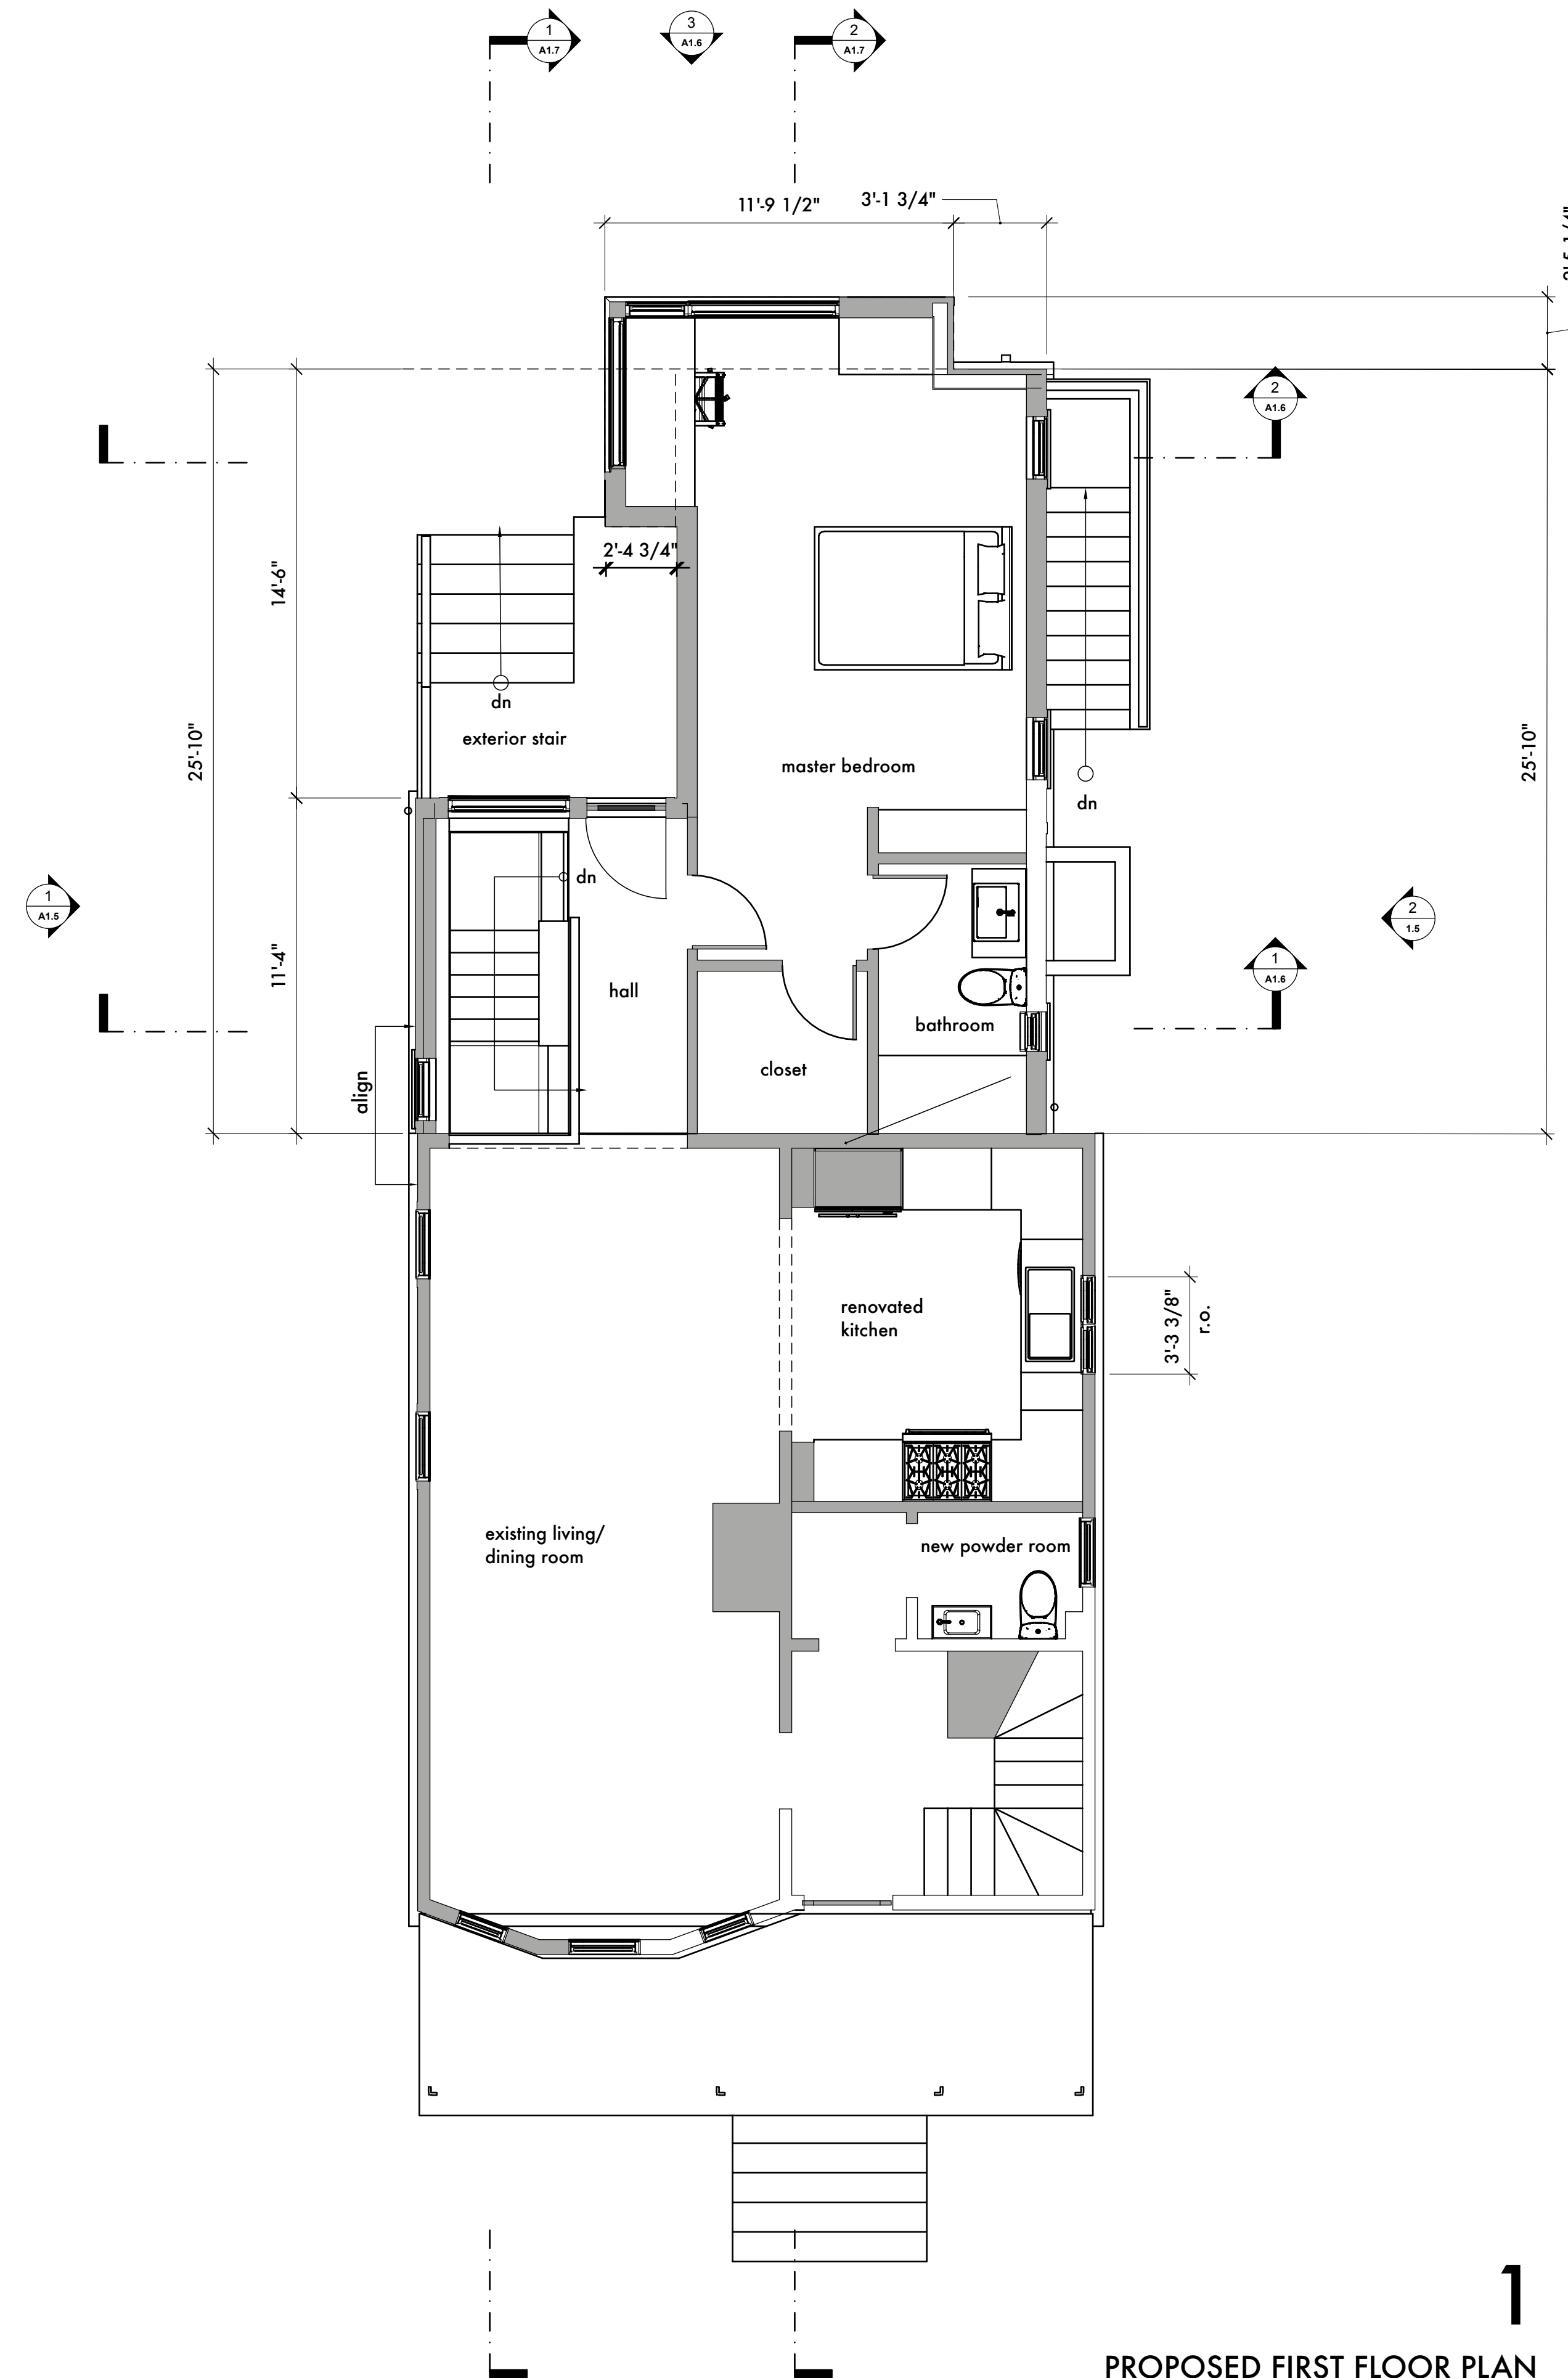 1
A1.7
3
A1.6
2
A1.7
11'-9 1/2"
3'-1 3/4"
2
A1.6
2'-4 3/4"
14'-6"
dn
exterior stair
25'-10"
master bedroom
25'-10"
dn
dn
1
A1.5
2
1.5
11'-4"
hall
1
A1.6
bathroom
closet
align
renovated
kitchen
3'-3 3/8"
r.o.
existing living/
dining room
new powder room
1
PROPOSED FIRST FLOOR PLAN